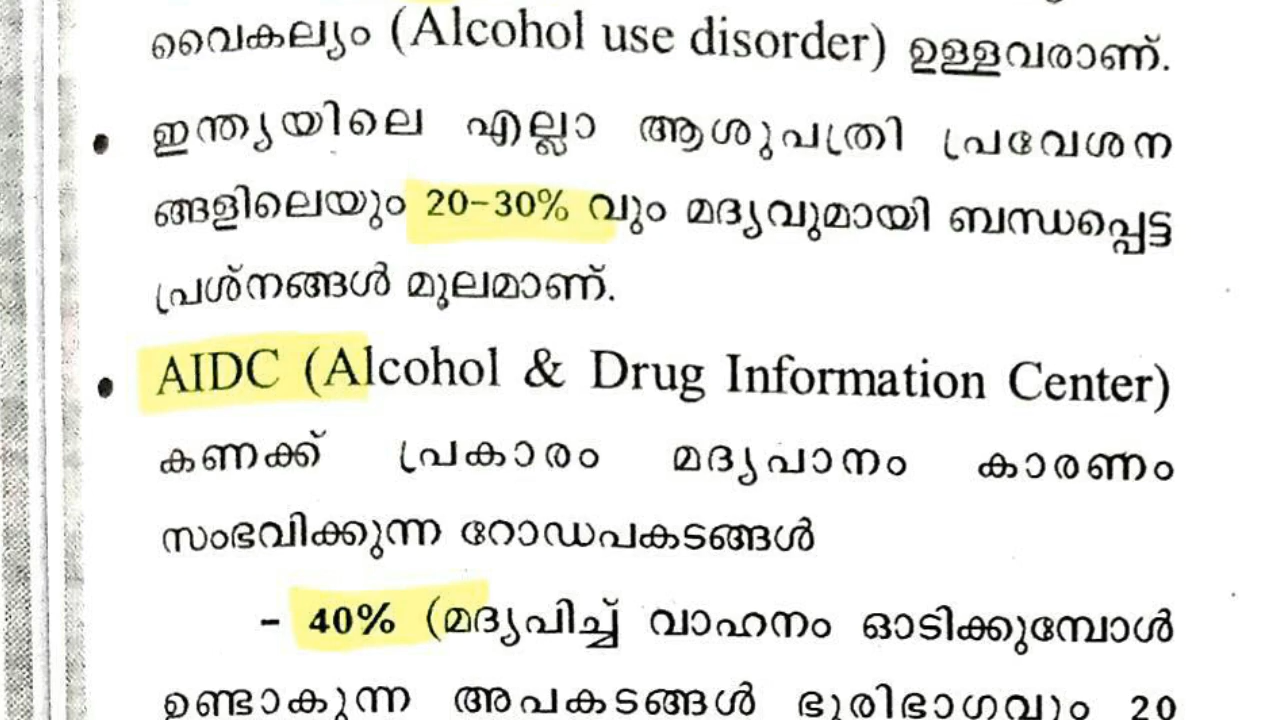 വൈകല്യം (Alcohol use disorder) ഉള്ളവരാണ്.
• ഇന്ത്യയിലെ എല്ലാ ആശുപത്രി പ്രവേശന
ങ്ങളിലെയും 20-30% വും മദ്യവുമായി ബന്ധപ്പെട്ട
പ്രശ്നങ്ങൾ മൂലമാണ്.
• AIDC (Alcohol & Drug Information Center)
കണക്ക് പ്രകാരം മദ്യപാനം കാരണം
സംഭവിക്കുന്ന റോഡപകടങ്ങൾ
- 40% (മദ്യപിച്ച് വാഹനം ഓടിക്കുമ്പോൾ
ഉണ്ടാകുന്ന അപകടങ്ങൾ ഭൂരിഭാഗവും 20